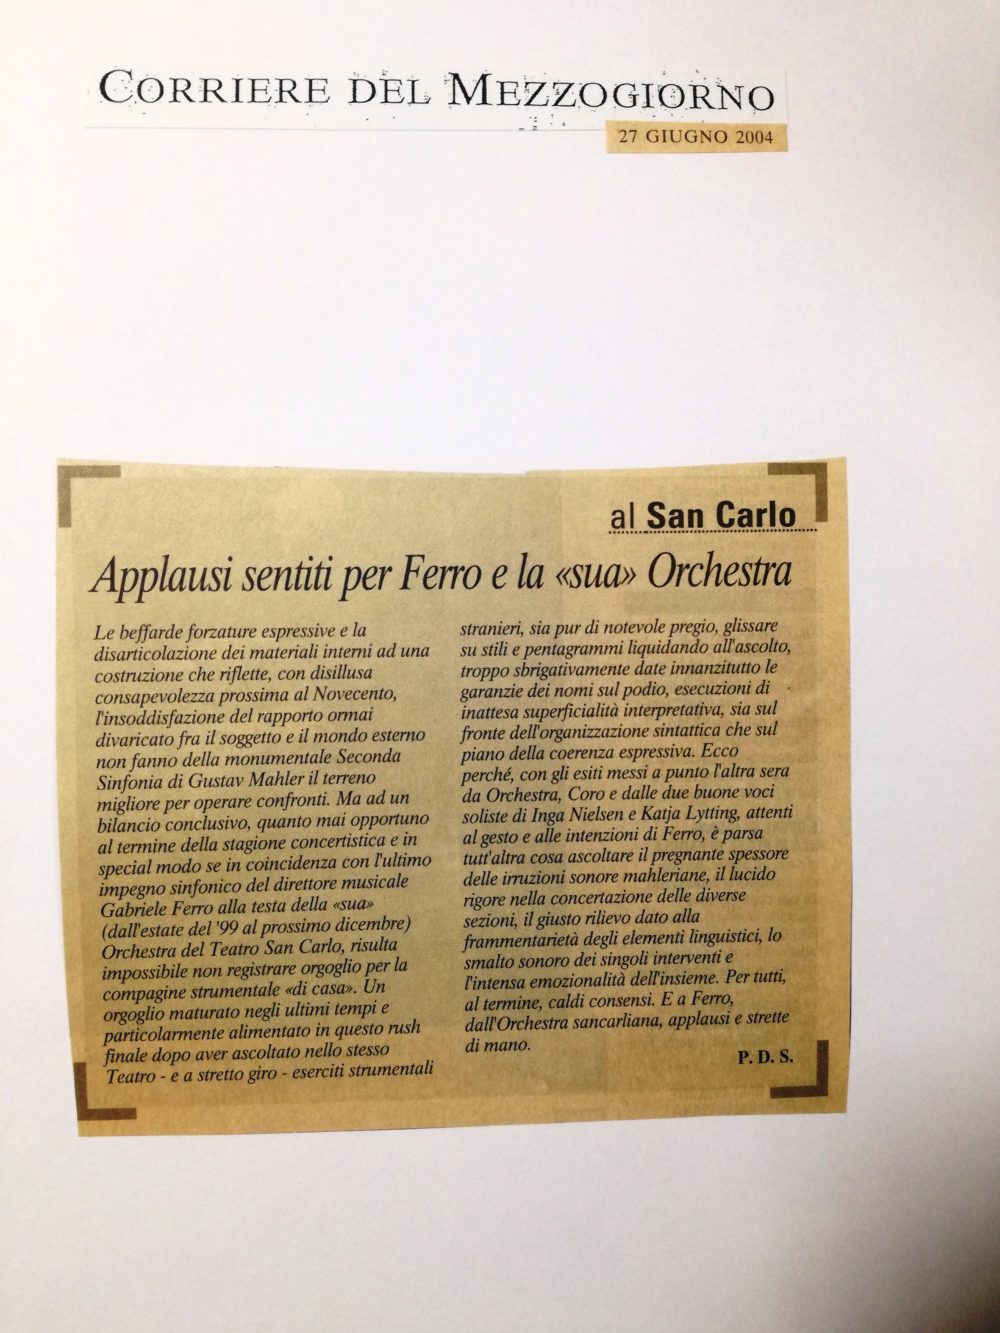 CORRIERE DEL MEZZOGIORNO
27 GIUGNO 2004
al San Carlo
Applausi sentiti per Ferro e la «sua» Orchestra
Le beffarde forzature espressive e la
disarticolazione dei materiali interni ad una
costruzione che riflette, con disillusa
consapevolezza prossima al Novecento,
l'insoddisfazione del rapporto ormai
divaricato fra il soggetto e il mondo esterno
non fanno della monumentale Seconda
Sinfonia di Gustav Mahler il terreno
migliore per operare confronti. Ma ad un
bilancio conclusivo, quanto mai opportuno
al termine della stagione concertistica e in
special modo se in coincidenza con l'ultimo
impegno sinfonico del direttore musicale
Gabriele Ferro alla testa della «sua»
(dall'estate del '99 al prossimo dicembre)
Orchestra del Teatro San Carlo, risulta
impossibile non registrare orgoglio per la
compagine strumentale «di casa». Un
orgoglio maturato negli ultimi tempi e
particolarmente alimentato in questo rush
finale dopo aver ascoltato nello stesso
Teatro - e a stretto giro - eserciti strumentali
stranieri, sia pur di notevole pregio, glissare
su stili e pentagrammi liquidando all'ascolto,
troppo sbrigativamente date innanzitutto le
garanzie dei nomi sul podio, esecuzioni di
inattesa superficialità interpretativa, sia sul
fronte dell'organizzazione sintattica che sul
piano della coerenza espressiva. Ecco
perché, con gli esiti messi a punto l'altra sera
da Orchestra, Coro e dalle due buone voci
soliste di Inga Nielsen e Katja Lytting, attenti
al gesto e alle intenzioni di Ferro, è parsa
tutt'altra cosa ascoltare il pregnante spessore
delle irruzioni sonore mahleriane, il lucido
rigore nella concertazione delle diverse
sezioni, il giusto rilievo dato alla
frammentarietà degli elementi linguistici, lo
smalto sonoro dei singoli interventi e
l'intensa emozionalità dell'insieme. Per tutti,
al termine, caldi consensi. E a Ferro,
dall'Orchestra sancarliana, applausi e strette
di mano.
P. D. S.